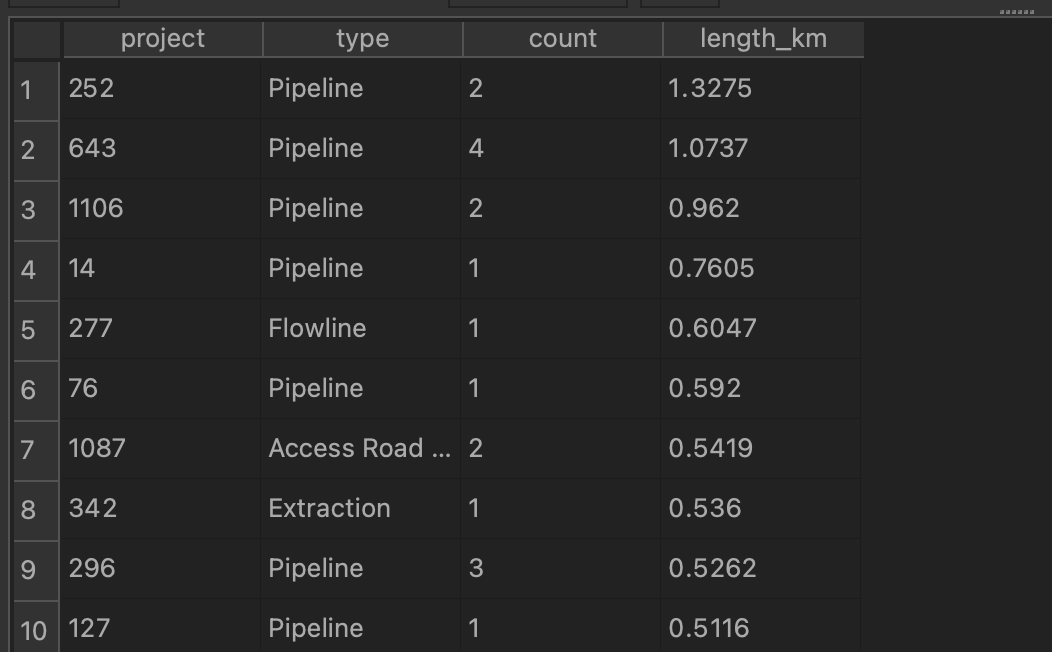 project type count length_km
1 252 Pipeline 2 1.3275
2 643 Pipeline 4 1.0737
3 1106 Pipeline 2 0.962
4 14 Pipeline 1 0.7605
5 277 Flowline 1 0.6047
6 76 Pipeline 1 0.592
7 1087 Access Road ... 2 0.5419
8 342 Extraction 1 0.536
9 296 Pipeline 3 0.5262
10 127 Pipeline 1 0.5116